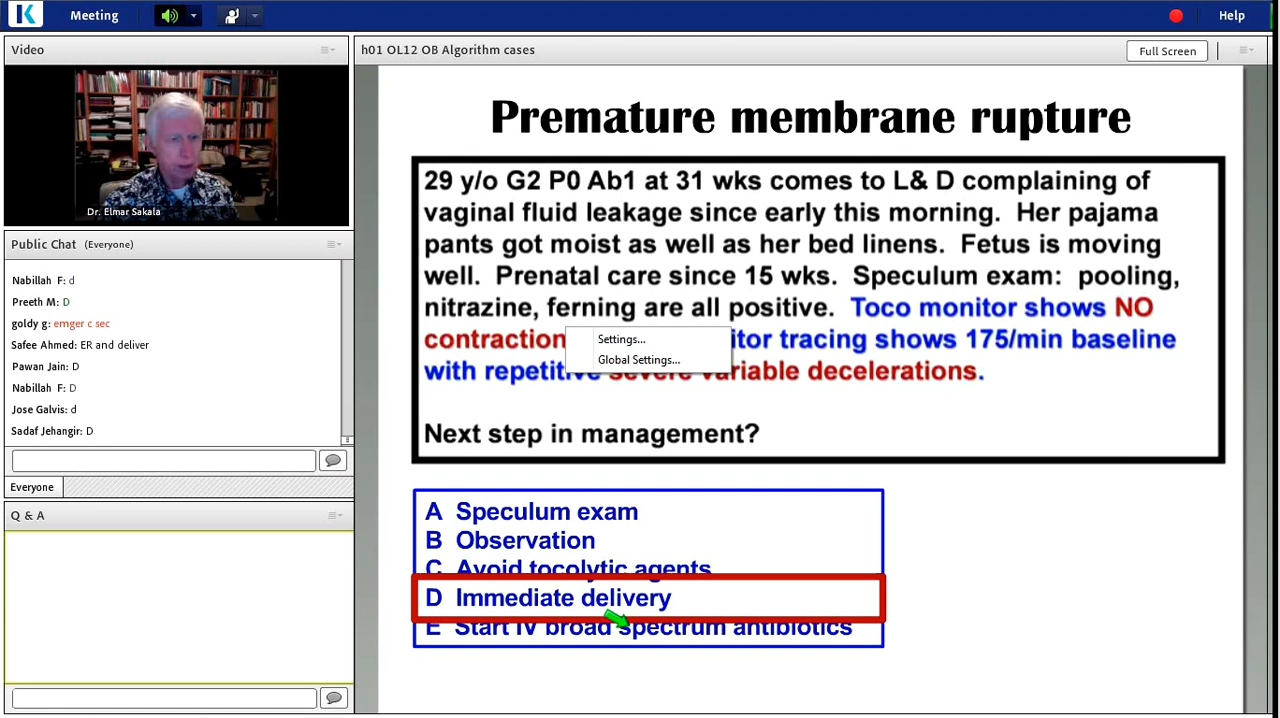 Meeting
Help
Video
h01 OL12 OB Algorithm cases
Full Screen
Dr. Elmar Sakala
Public Chat (Everyone)
Nabillah F: d
Preeth M: D
goldy g: emger c sec
Safee Ahmed: ER and deliver
Pawan Jain: D
Nabillah F: D
Jose Galvis: d
Sadaf Jehangir: D
Everyone
Q & A
Premature membrane rupture
29 y/o G2 P0 Ab1 at 31 wks comes to L& D complaining of
vaginal fluid leakage since early this morning. Her pajama
pants got moist as well as her bed linens. Fetus is moving
well. Prenatal care since 15 wks. Speculum exam: pooling,
nitrazine, ferning are all positive. Toco monitor shows NO
contraction itor tracing shows 175/min baseline
with repetitive severe variable decelerations.
Settings...
Global Settings...
Next step in management?
A Speculum exam
B Observation
C Avoid tocolytic agents
D Immediate delivery
E Start IV broad spectrum antibiotics